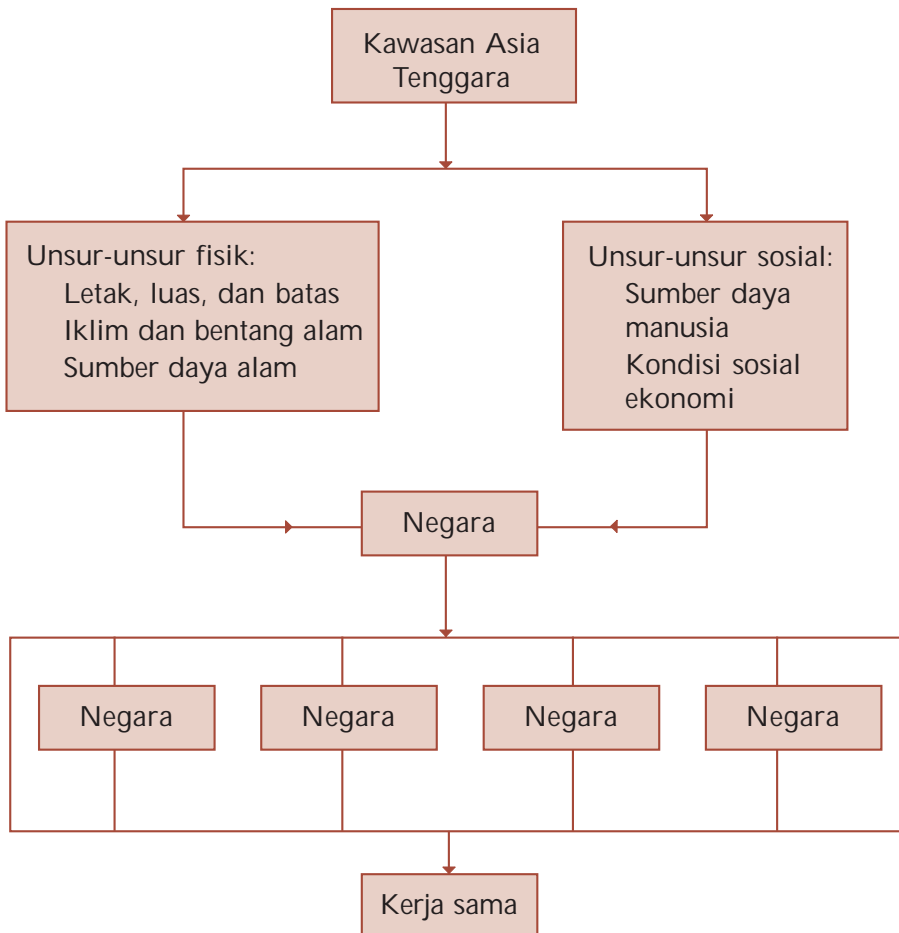 Kawasan Asia
Tenggara
Unsur-unsur fisik:
Letak, luas, dan batas
Iklim dan bentang alam
Sumber daya alam
Unsur-unsur sosial:
Sumber daya
manusia
Kondisi sosial
ekonomi
Negara
Negara
Negara
Negara
Negara
Kerja sama